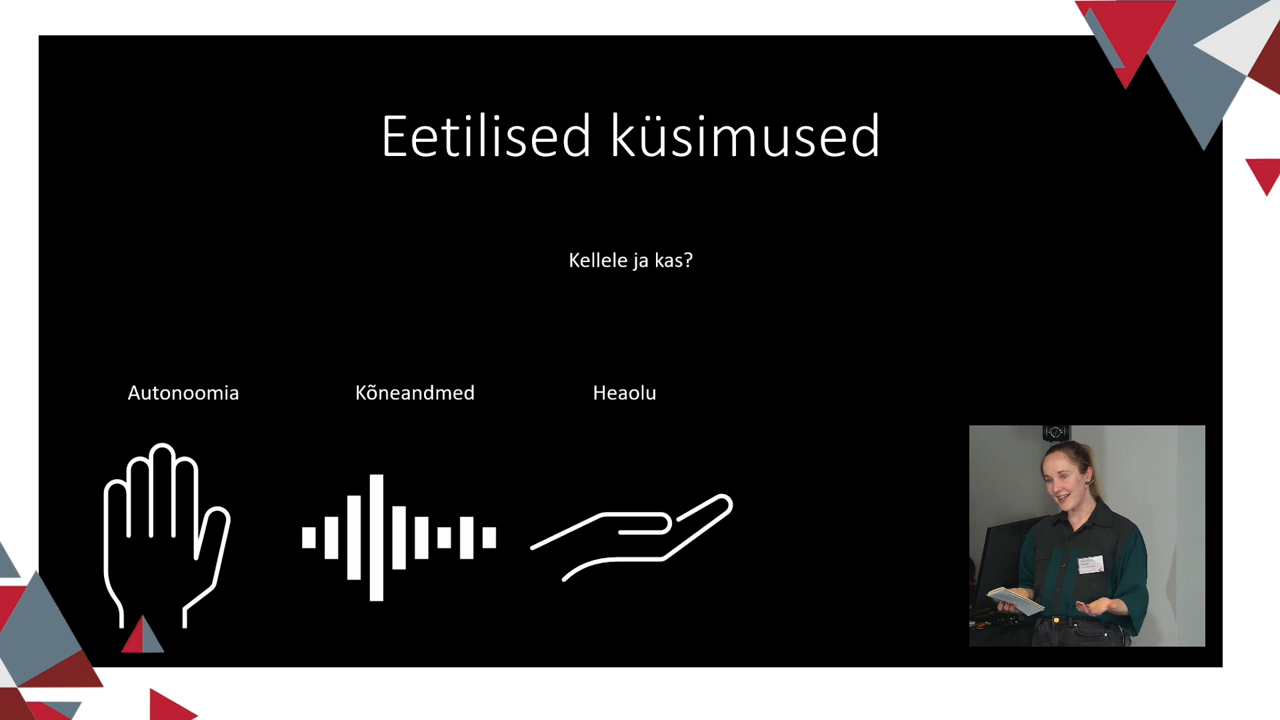 Eetilised küsimused
Kellele ja kas?
Autonoomia
Kõneandmed
Heaolu